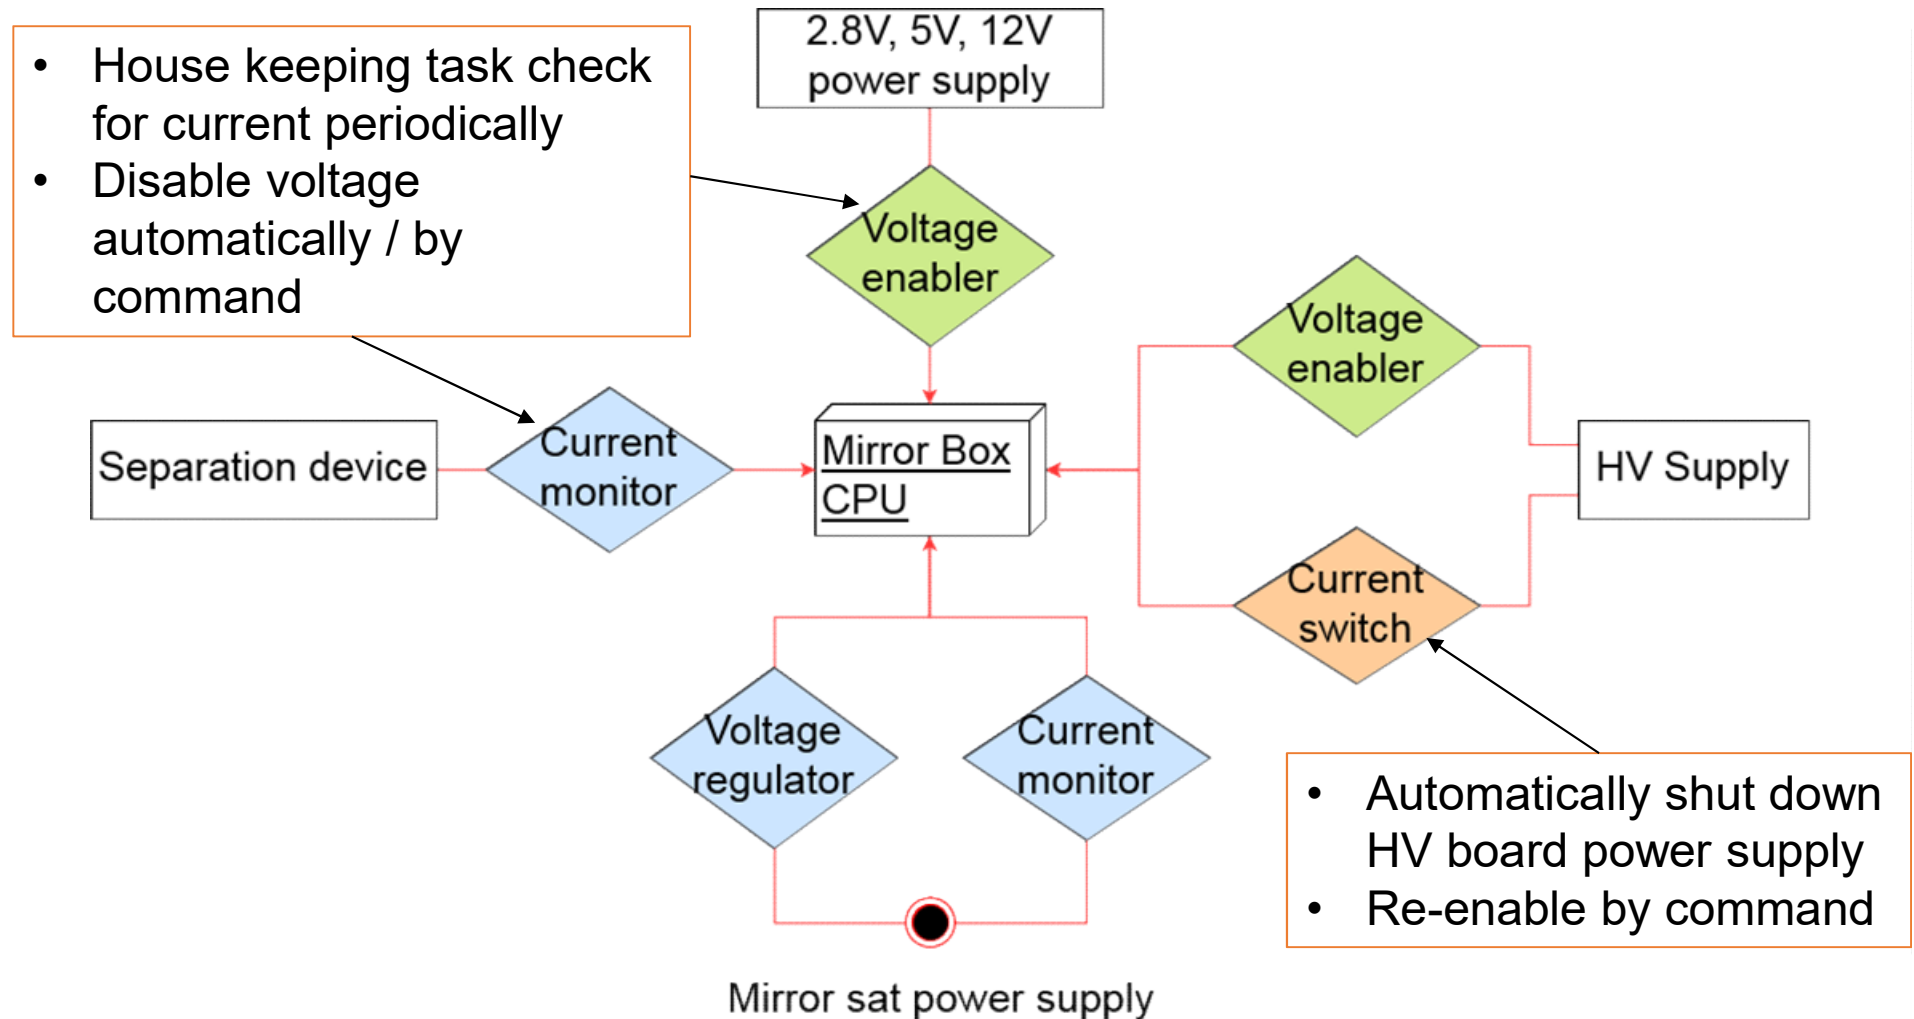 • House keeping task check
for current periodically
• Disable voltage
automatically / by
command
2.8V, 5V, 12V
power supply
Voltage
enabler
Voltage
enabler
Separation device
Current
monitor
Mirror Box
CPU
HV Supply
Current
switch
Voltage
regulator
Current
monitor
• Automatically shut down
HV board power supply
• Re-enable by command
Mirror sat power supply